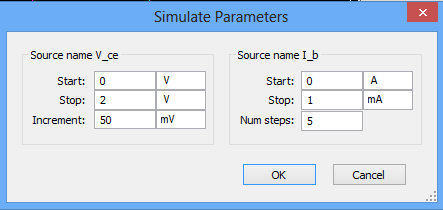 Simulate Parameters
Source name V_ce
Start: 0 V
Stop: 2 V
Increment: 50 mV
Source name I_b
Start: 0 A
Stop: 1 mA
Num steps: 5
OK Cancel